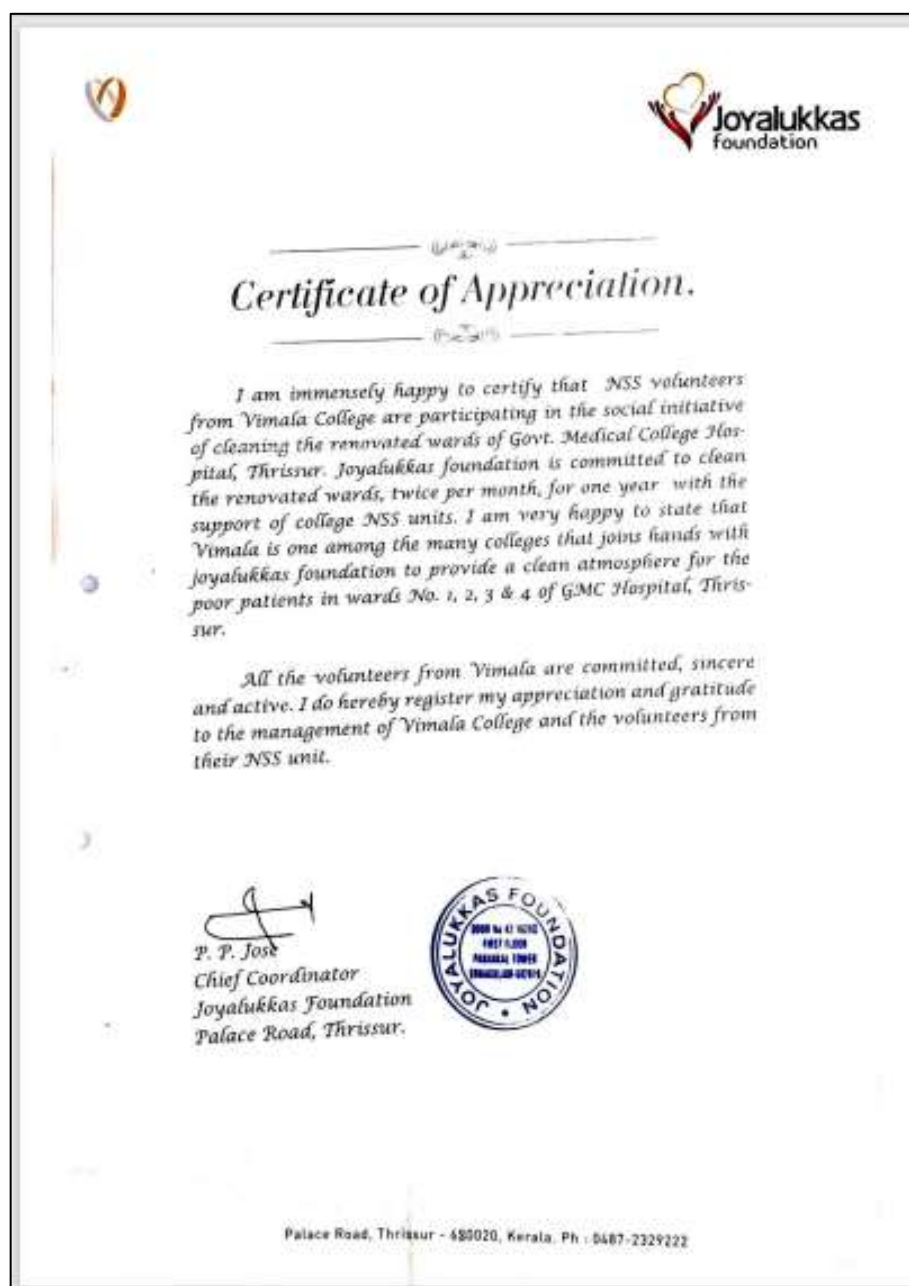 Joyalukkas
foundation
Certificate of Appreciation.
I am immensely happy to certify that NSS volunteers
from Vimala College are participating in the social initiative
of cleaning the renovated wards of Govt. Medical College Hos-
pital, Thrissur. Joyalukkas foundation is committed to clean
the renovated wards, twice per month, for one year with the
support of college NSS units. I am very happy to state that
Vimala is one among the many colleges that joins hands with
joyalukkas foundation to provide a clean atmosphere for the
poor patients in wards No. 1, 2, 3 & 4 of GMC Hospital, Thris-
sur.
All the volunteers from Vimala are committed, sincere
and active. I do hereby register my appreciation and gratitude
to the management of Vimala College and the volunteers from
their NSS unit.
P. P. Jose
Chief Coordinator
Joyalukkas Foundation
Palace Road, Thrissur.
JOYALUKKAS FOUNDATION
FIRST FLOOR
TOWER
Palace Road, Thrissur - 680020, Kerala, Ph : 0487-2329222